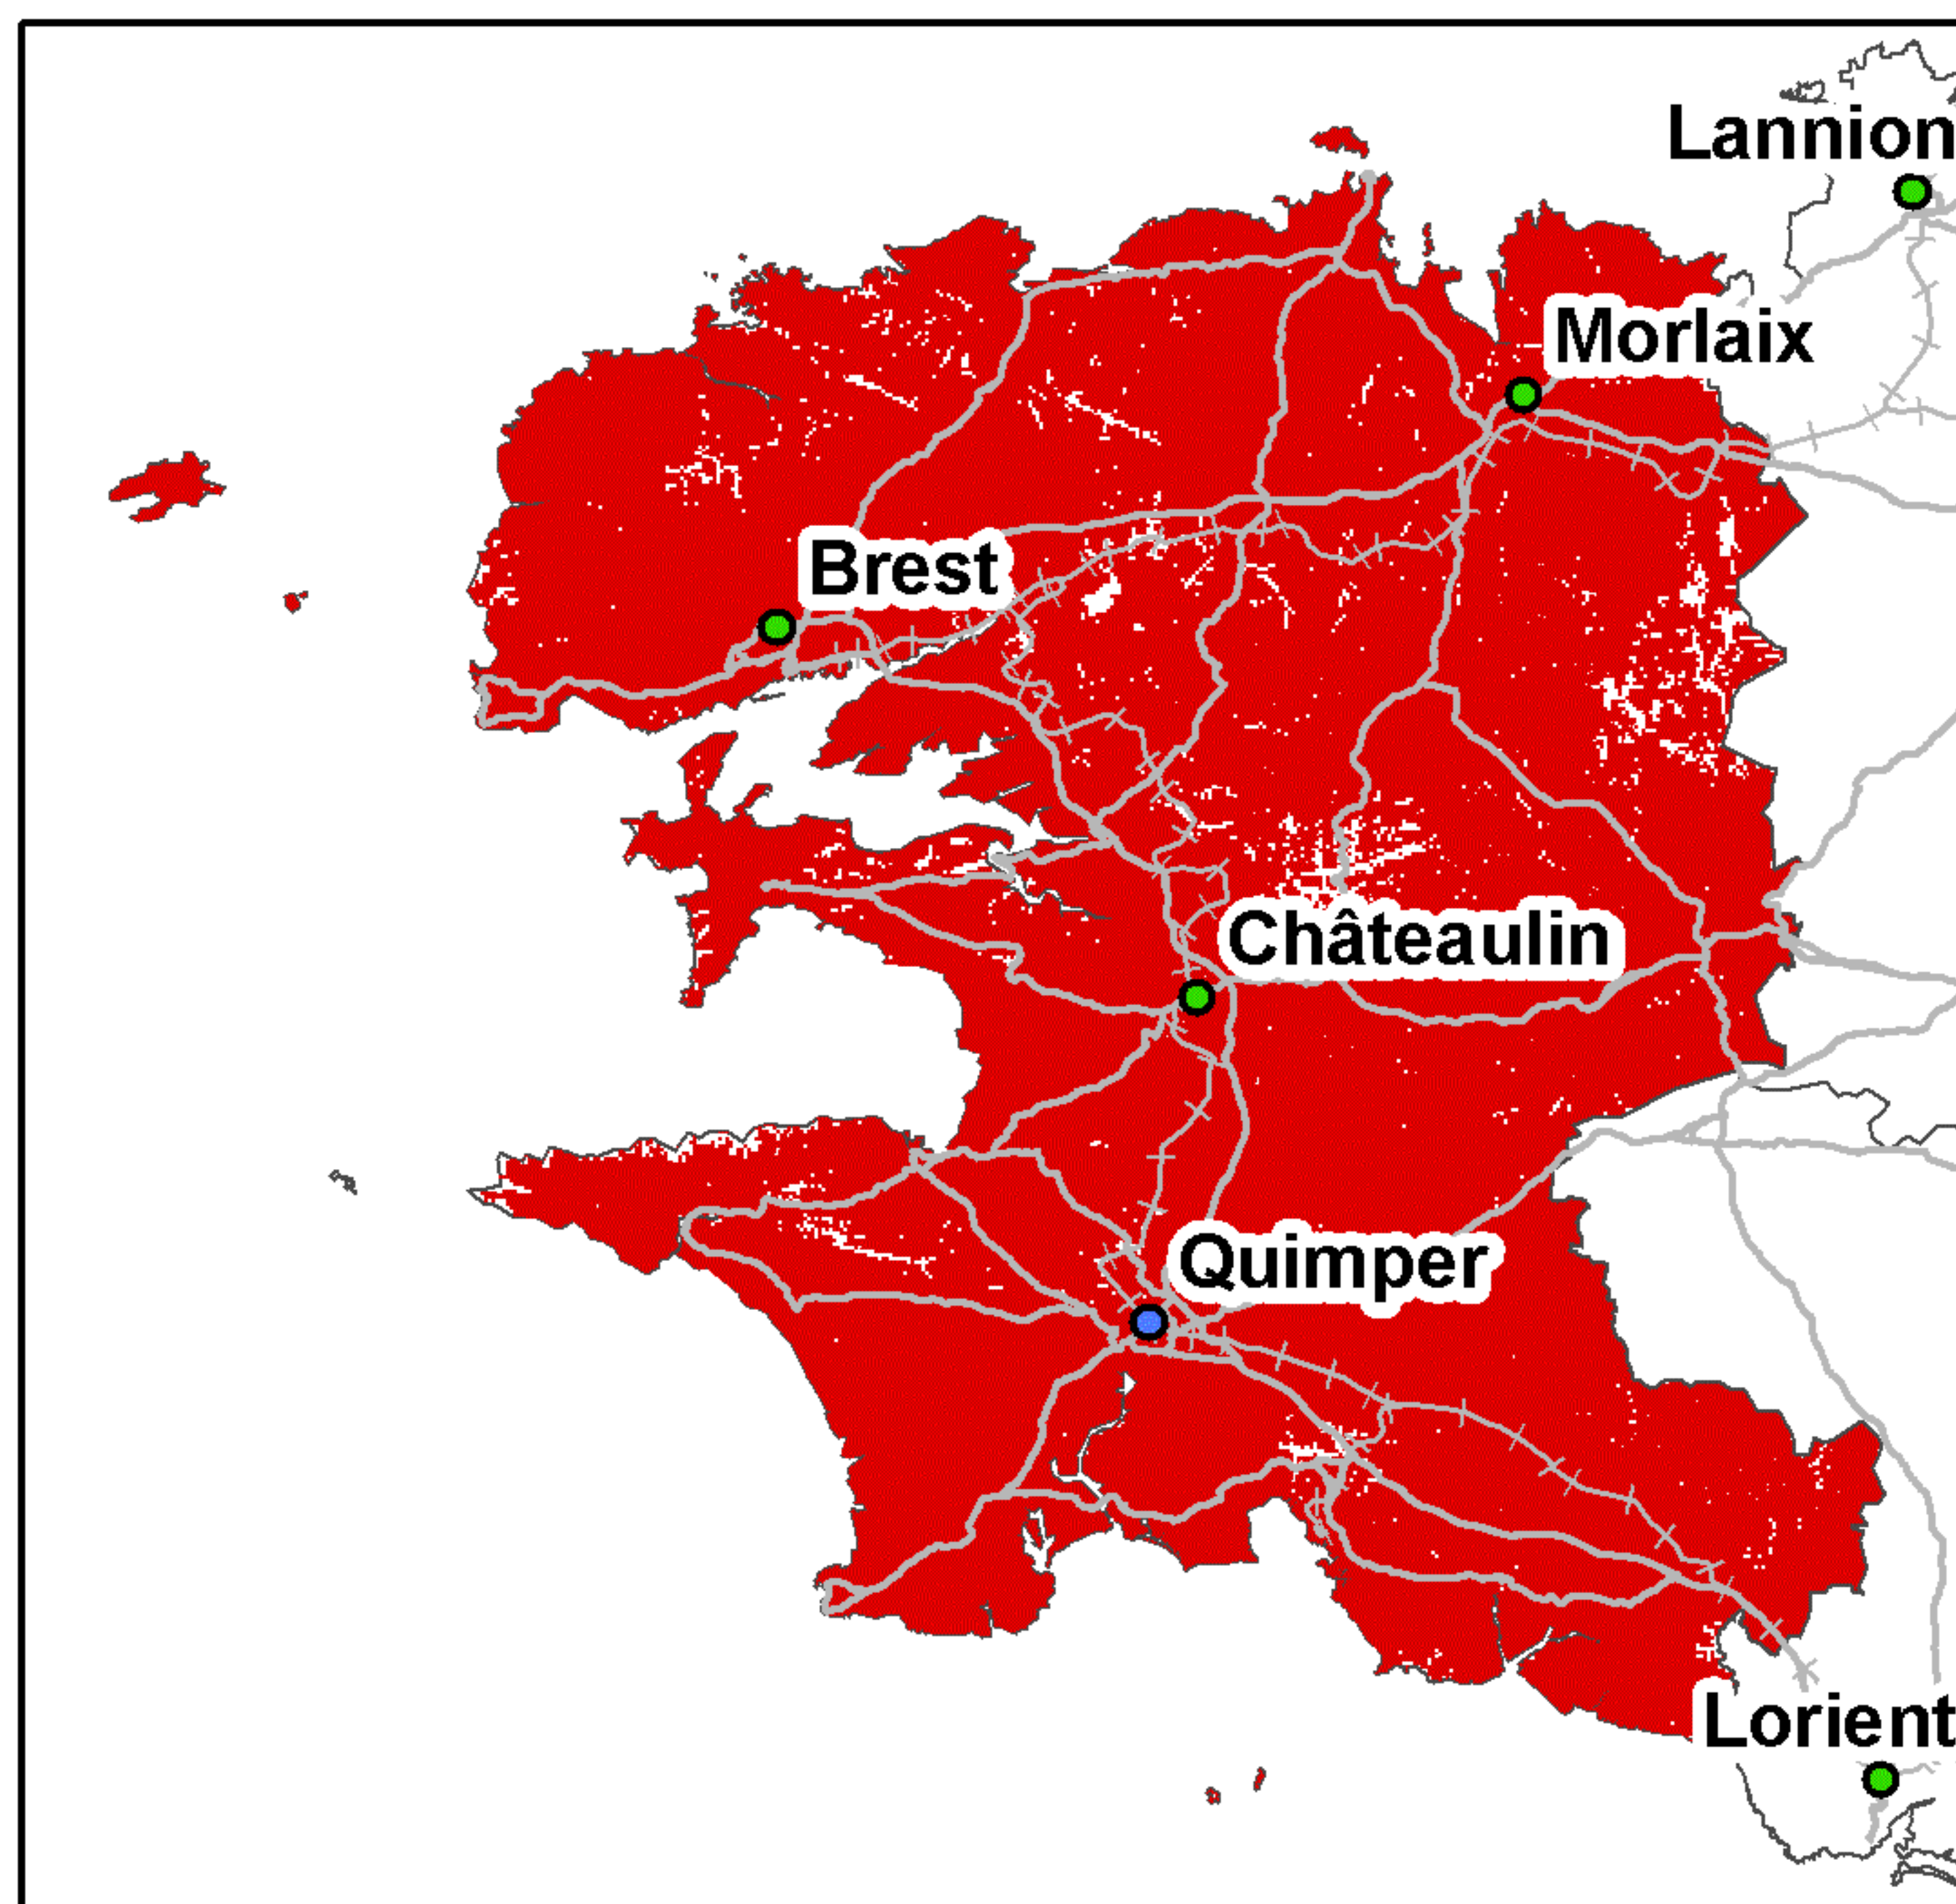 Lannion
Morlaix
Brest
Châteaulin
Quimper
Lorient